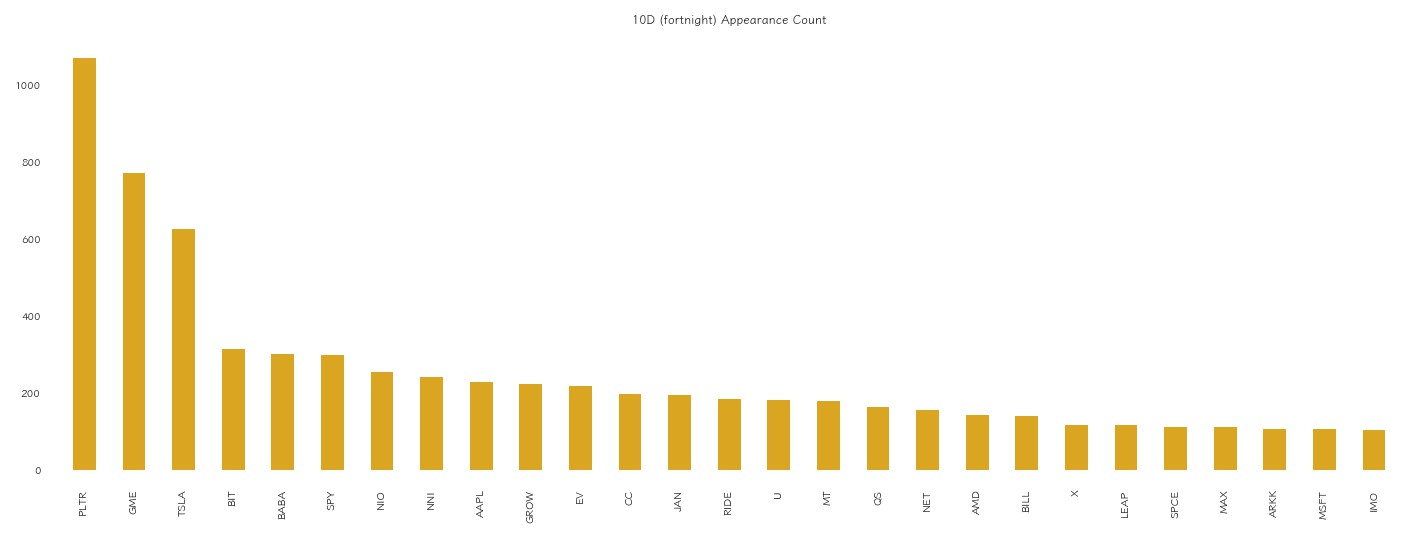 10D (fortnight) Appearance Count
1000
800
600
400
200
0
PLTR
GME
TSLA
BIT
BABA
SPY
NIO
NNI
AAPL
GROW
EV
CC
JAN
RIDE
U
MT
QS
NET
AMD
BILL
X
LEAP
SPCE
MAX
ARKK
MSFT
IMO